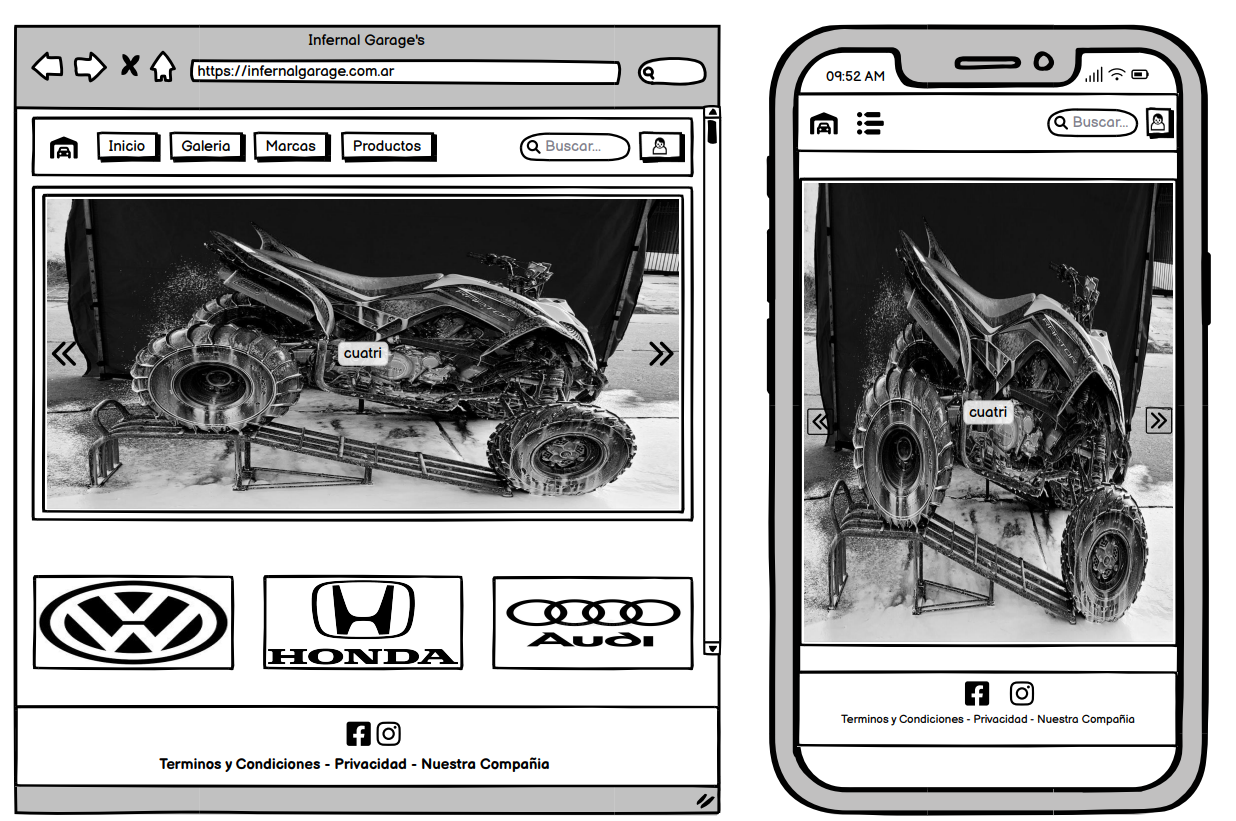 Infernal Garage's
https://infernalgarage.com.ar
Inicio Galeria Marcas Productos Buscar...
cuatri
HONDA
Audi
Terminos y Condiciones - Privacidad - Nuestra Compañia
09:52 AM
Buscar...
cuatri
Terminos y Condiciones - Privacidad - Nuestra Compañia